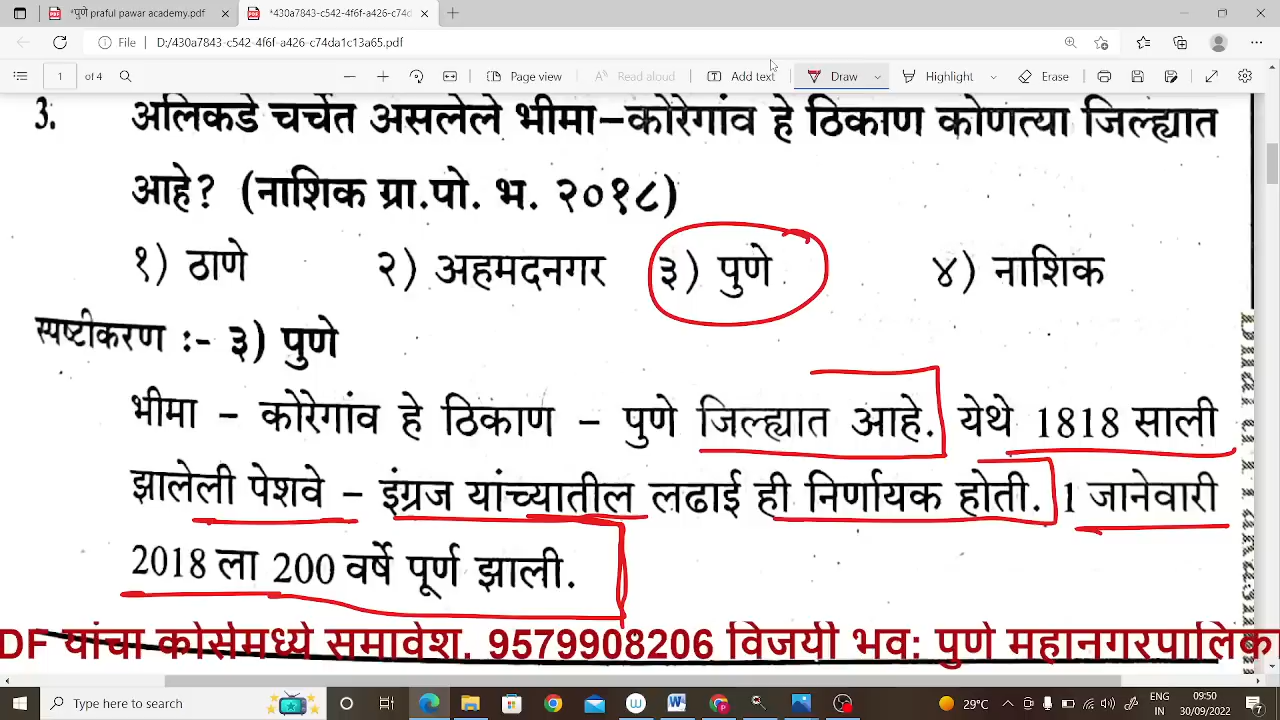 *पुणे praful pawar academy.pdf
*430a7843-c542-4f6f-a426-c74da
File D:/430a7843-c542-4f6f-a426-c74da1c13a65.pdf
1 of 4 Page view Read aloud Add text Draw Highlight Erase
3. अलिकडे चर्चेत असलेले भीमा-कोरेगांव हे ठिकाण कोणत्या जिल्ह्यात
आहे? (नाशिक ग्रा.पो. भ. २०१८)
१) ठाणे २) अहमदनगर ३) पुणे ४) नाशिक
स्पष्टीकरण :- ३) पुणे
भीमा - कोरेगांव हे ठिकाण - पुणे जिल्ह्यात आहे. येथे 1818 साली
झालेली पेशवे - इंग्रज यांच्यातील लढाई ही निर्णायक होती. 1 जानेवारी
2018 ला 200 वर्षे पूर्ण झाली.
DF यांचा कोर्समध्ये समावेश. 9579908206 विजयी भव: पुणे महानगरपालिक
Type here to search 29°C ENG 09:50
IN 30/09/2022